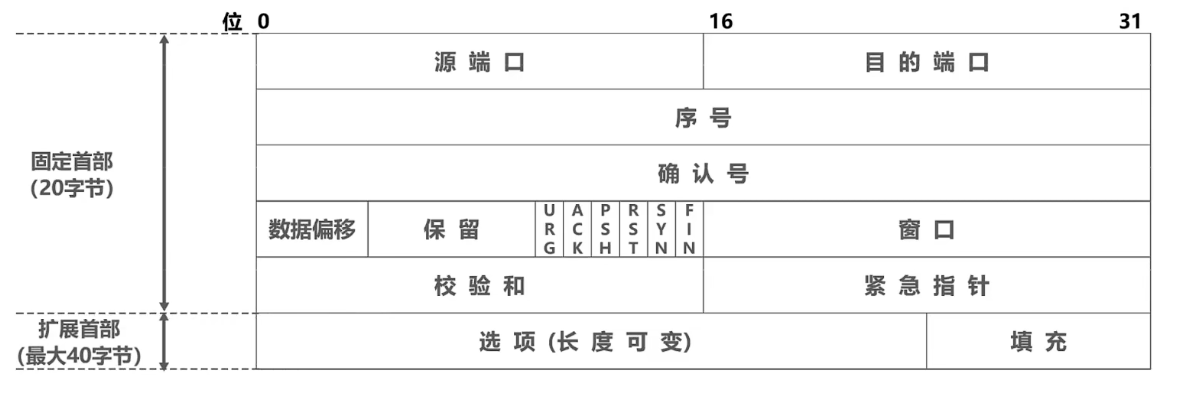 位 0 16 31
源 端 口 目 的 端 口
序 号
固定首部
(20字节)
确 认 号
数据偏移 保 留 URG ACK PSH RST SYN FIN 窗 口
校 验 和 紧 急 指 针
扩展首部
(最大40字节)
选 项 (长 度 可 变) 填 充